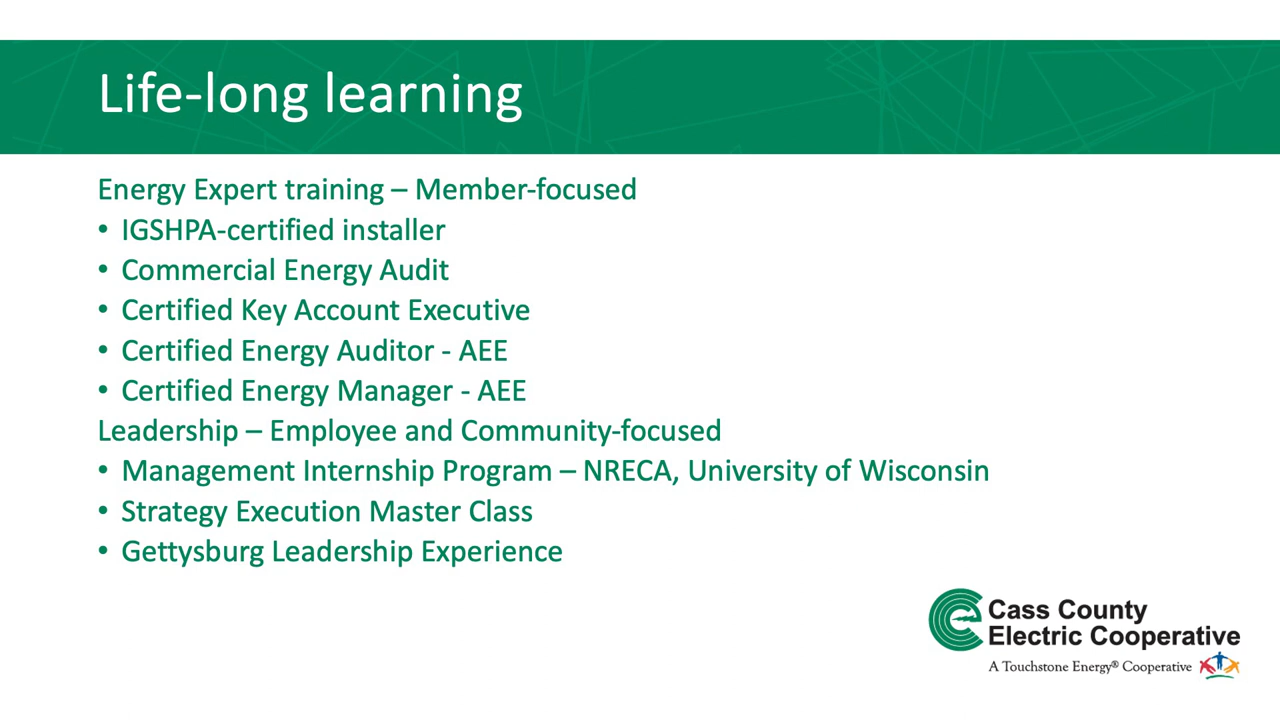 Life-long learning
Energy Expert training – Member-focused
• IGSHPA-certified installer
• Commercial Energy Audit
• Certified Key Account Executive
• Certified Energy Auditor - AEE
• Certified Energy Manager - AEE
Leadership – Employee and Community-focused
• Management Internship Program – NRECA, University of Wisconsin
• Strategy Execution Master Class
• Gettysburg Leadership Experience
Cass County
Electric Cooperative
A Touchstone Energy® Cooperative